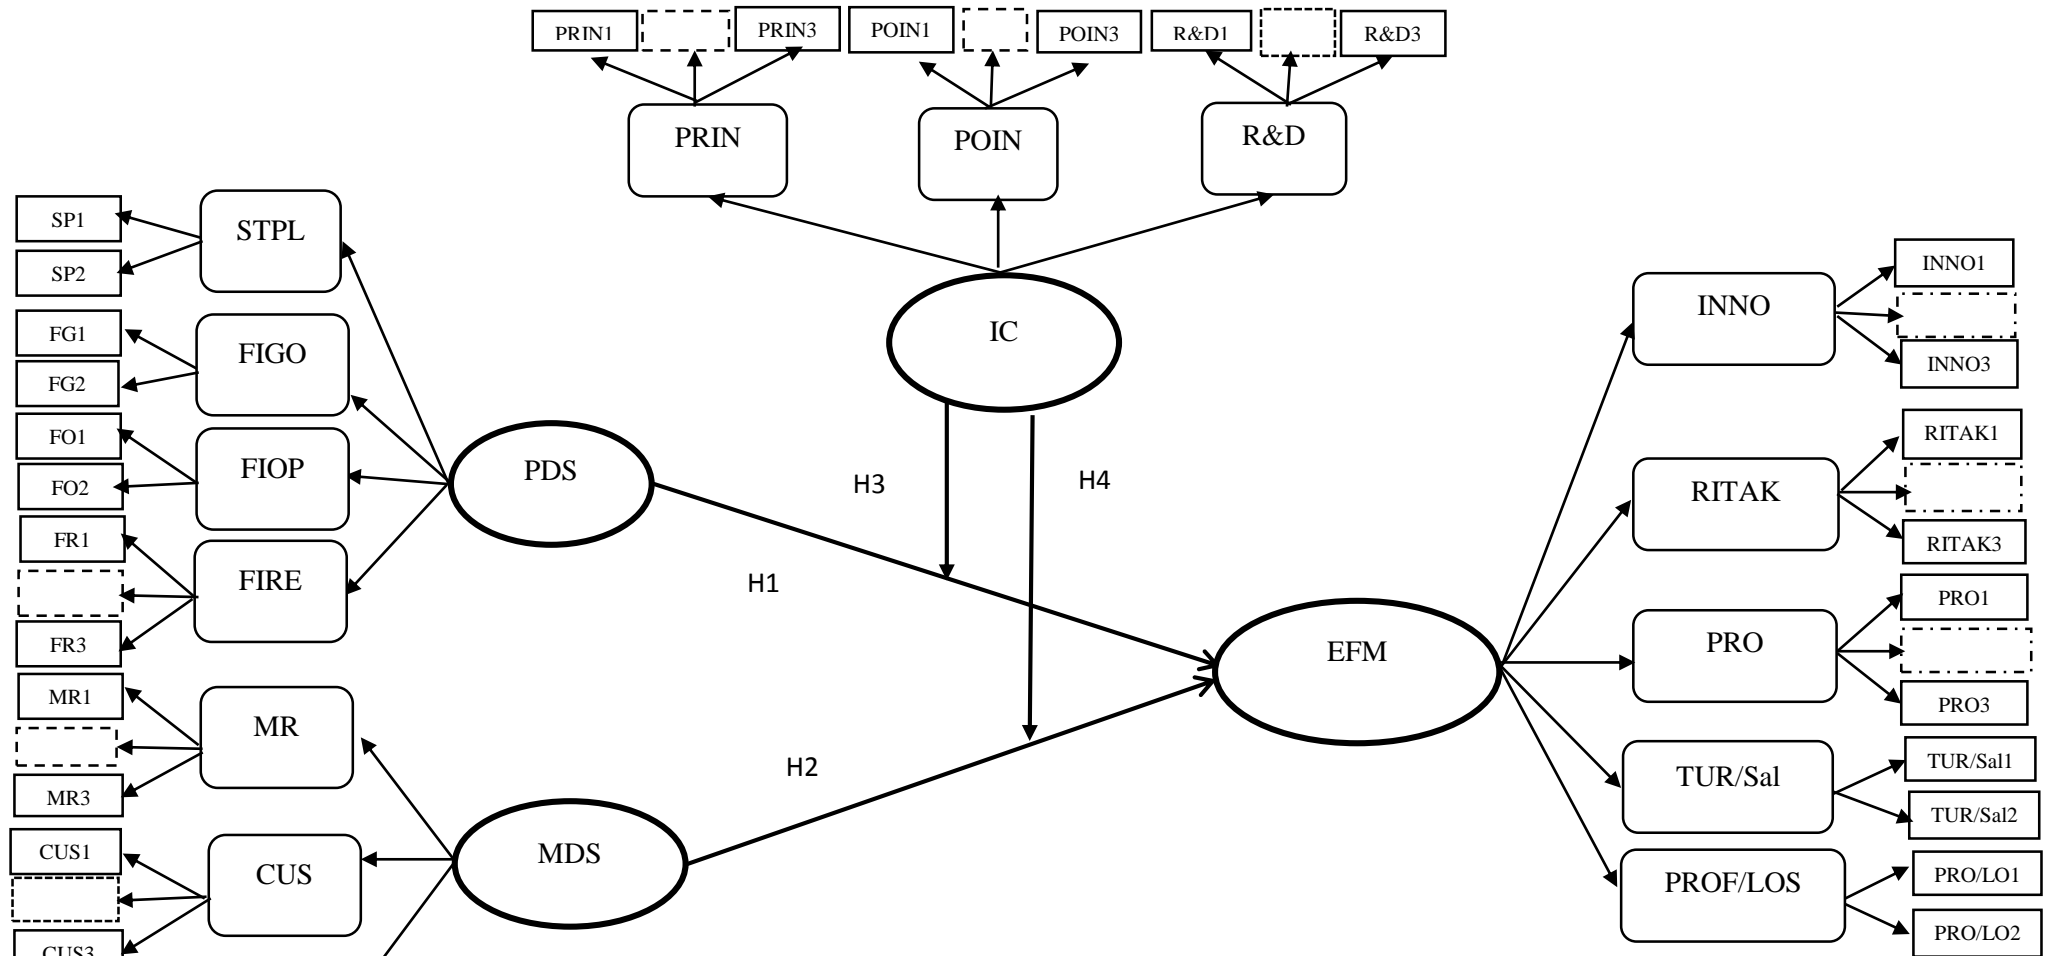 PRIN1
PRIN3
POIN1
POIN3
R&D1
R&D3
PRIN
POIN
R&D
SP1
SP2
STPL
FG1
FG2
FIGO
FO1
FO2
FIOP
FR1
FR3
FIRE
MR1
MR3
MR
CUS1
CUS3
CUS
PDS
MDS
IC
H3
H4
H1
H2
EFM
INNO
INNO1
INNO3
RITAK
RITAK1
RITAK3
PRO
PRO1
PRO3
TUR/Sal
TUR/Sal1
TUR/Sal2
PROF/LOS
PRO/LO1
PRO/LO2